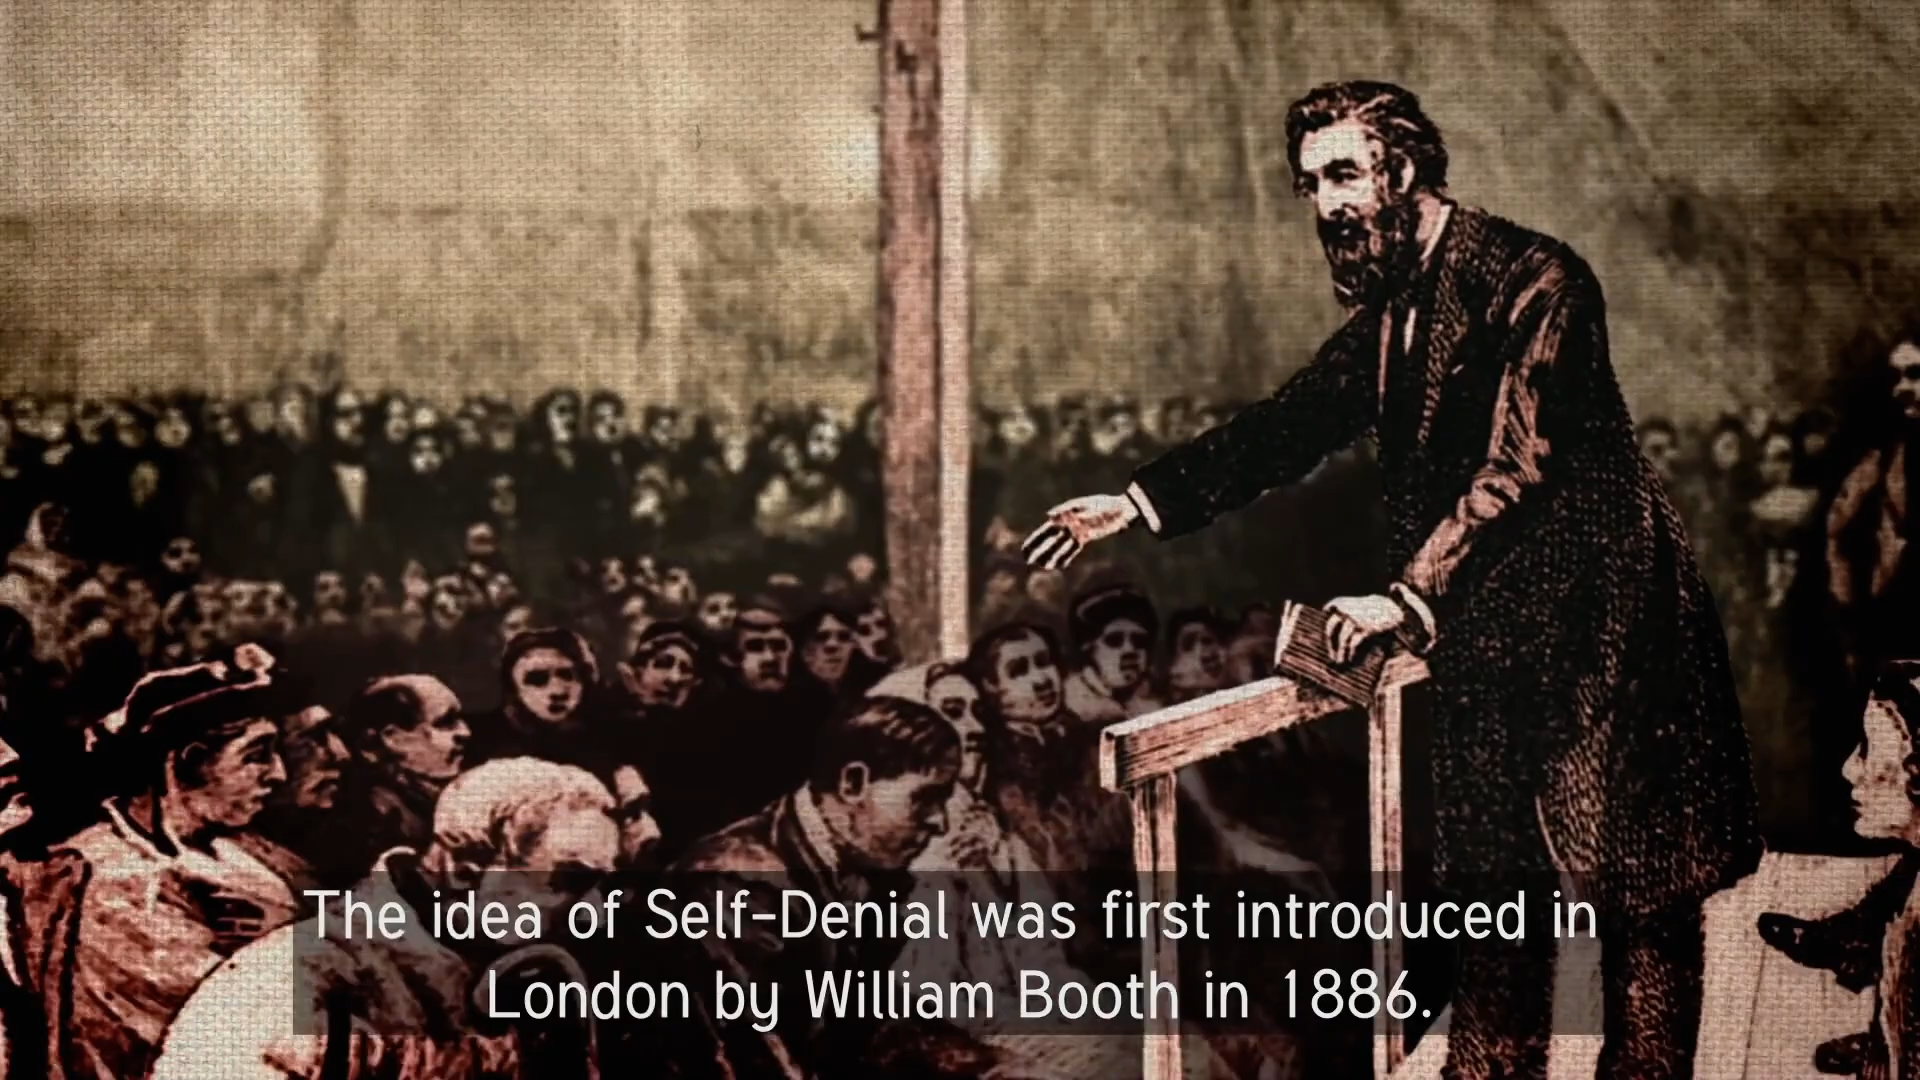 The idea of Self-Denial was first introduced in
London by William Booth in 1886.